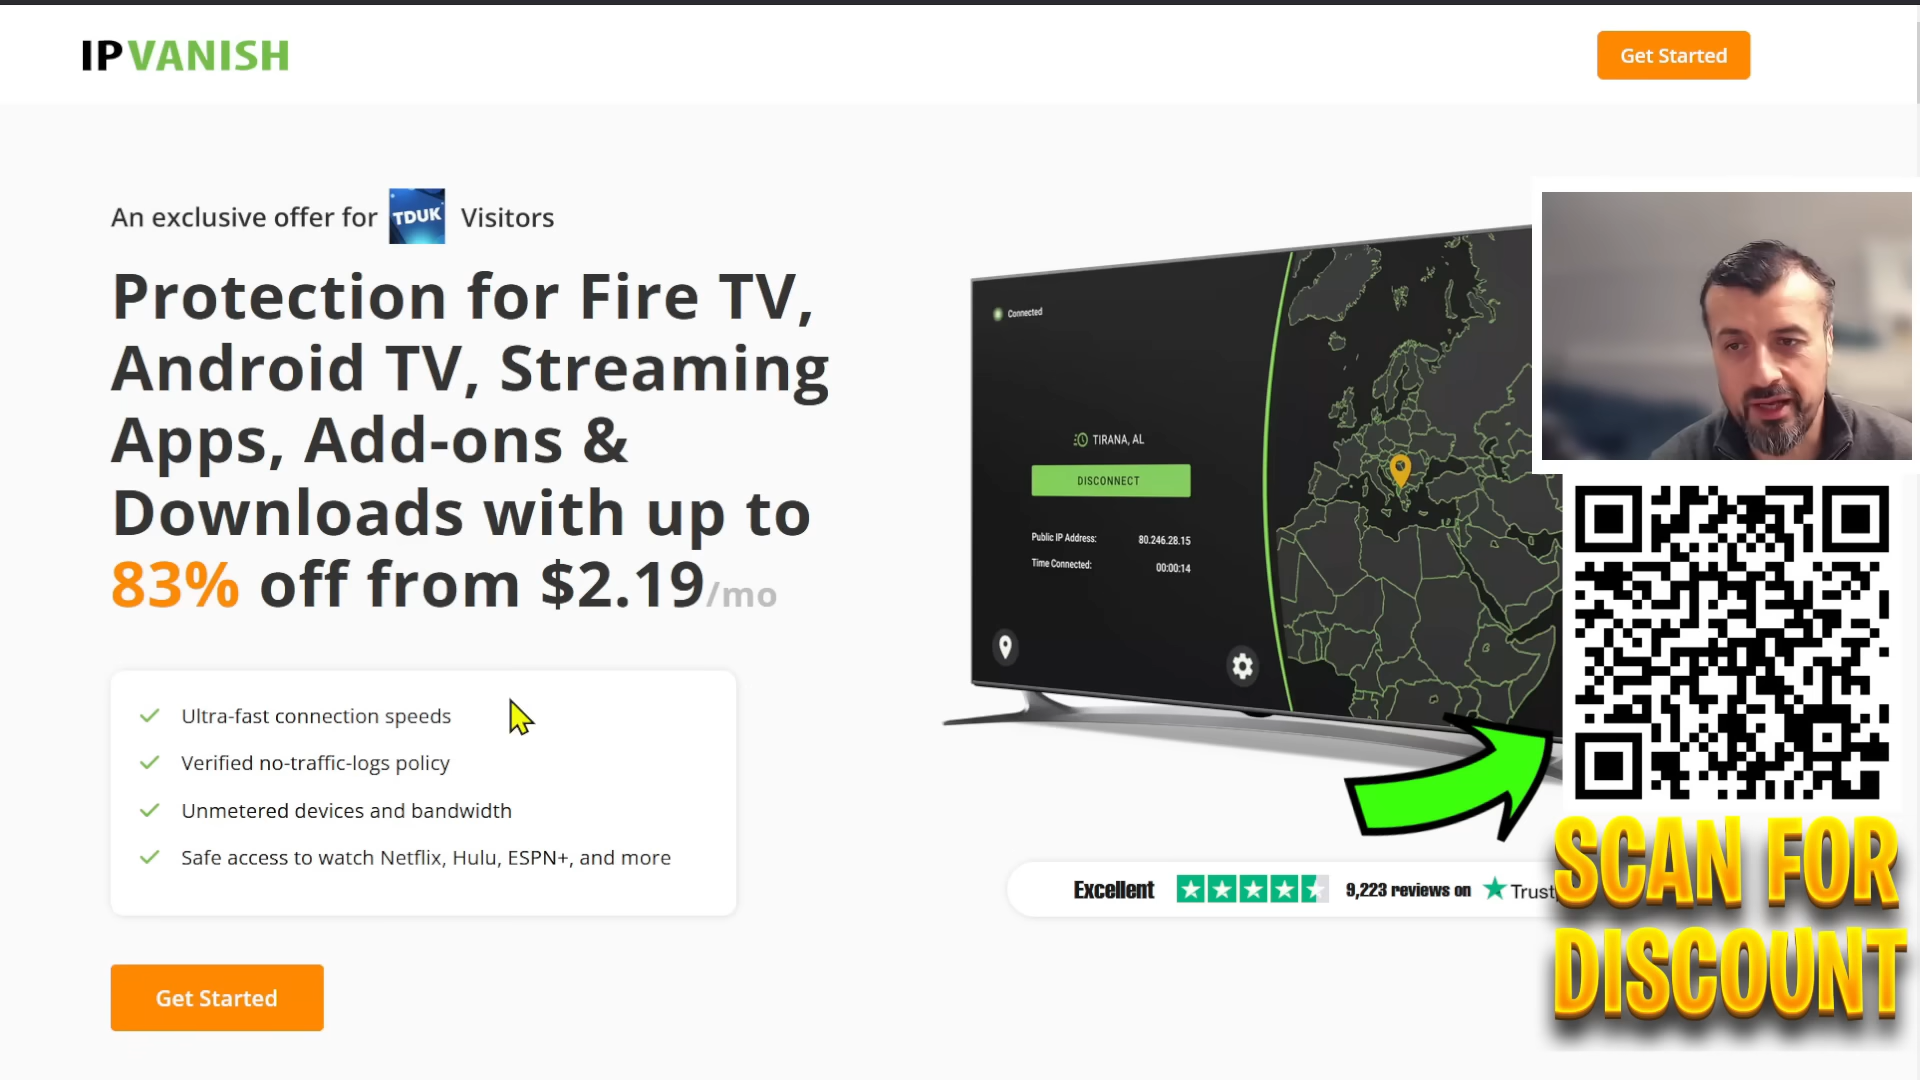 IPVANISH
Get Started
An exclusive offer for TDUK Visitors
Protection for Fire TV,
Android TV, Streaming
Apps, Add-ons &
Downloads with up to
83% off from $2.19/mo
Ultra-fast connection speeds
Verified no-traffic-logs policy
Unmetered devices and bandwidth
Safe access to watch Netflix, Hulu, ESPN+, and more
Get Started
Connected
TIRANA, AL
DISCONNECT
Public IP Address: 80.246.28.15
Time Connected: 00:00:14
Excellent 9,223 reviews on Trust
SCAN FOR
DISCOUNT